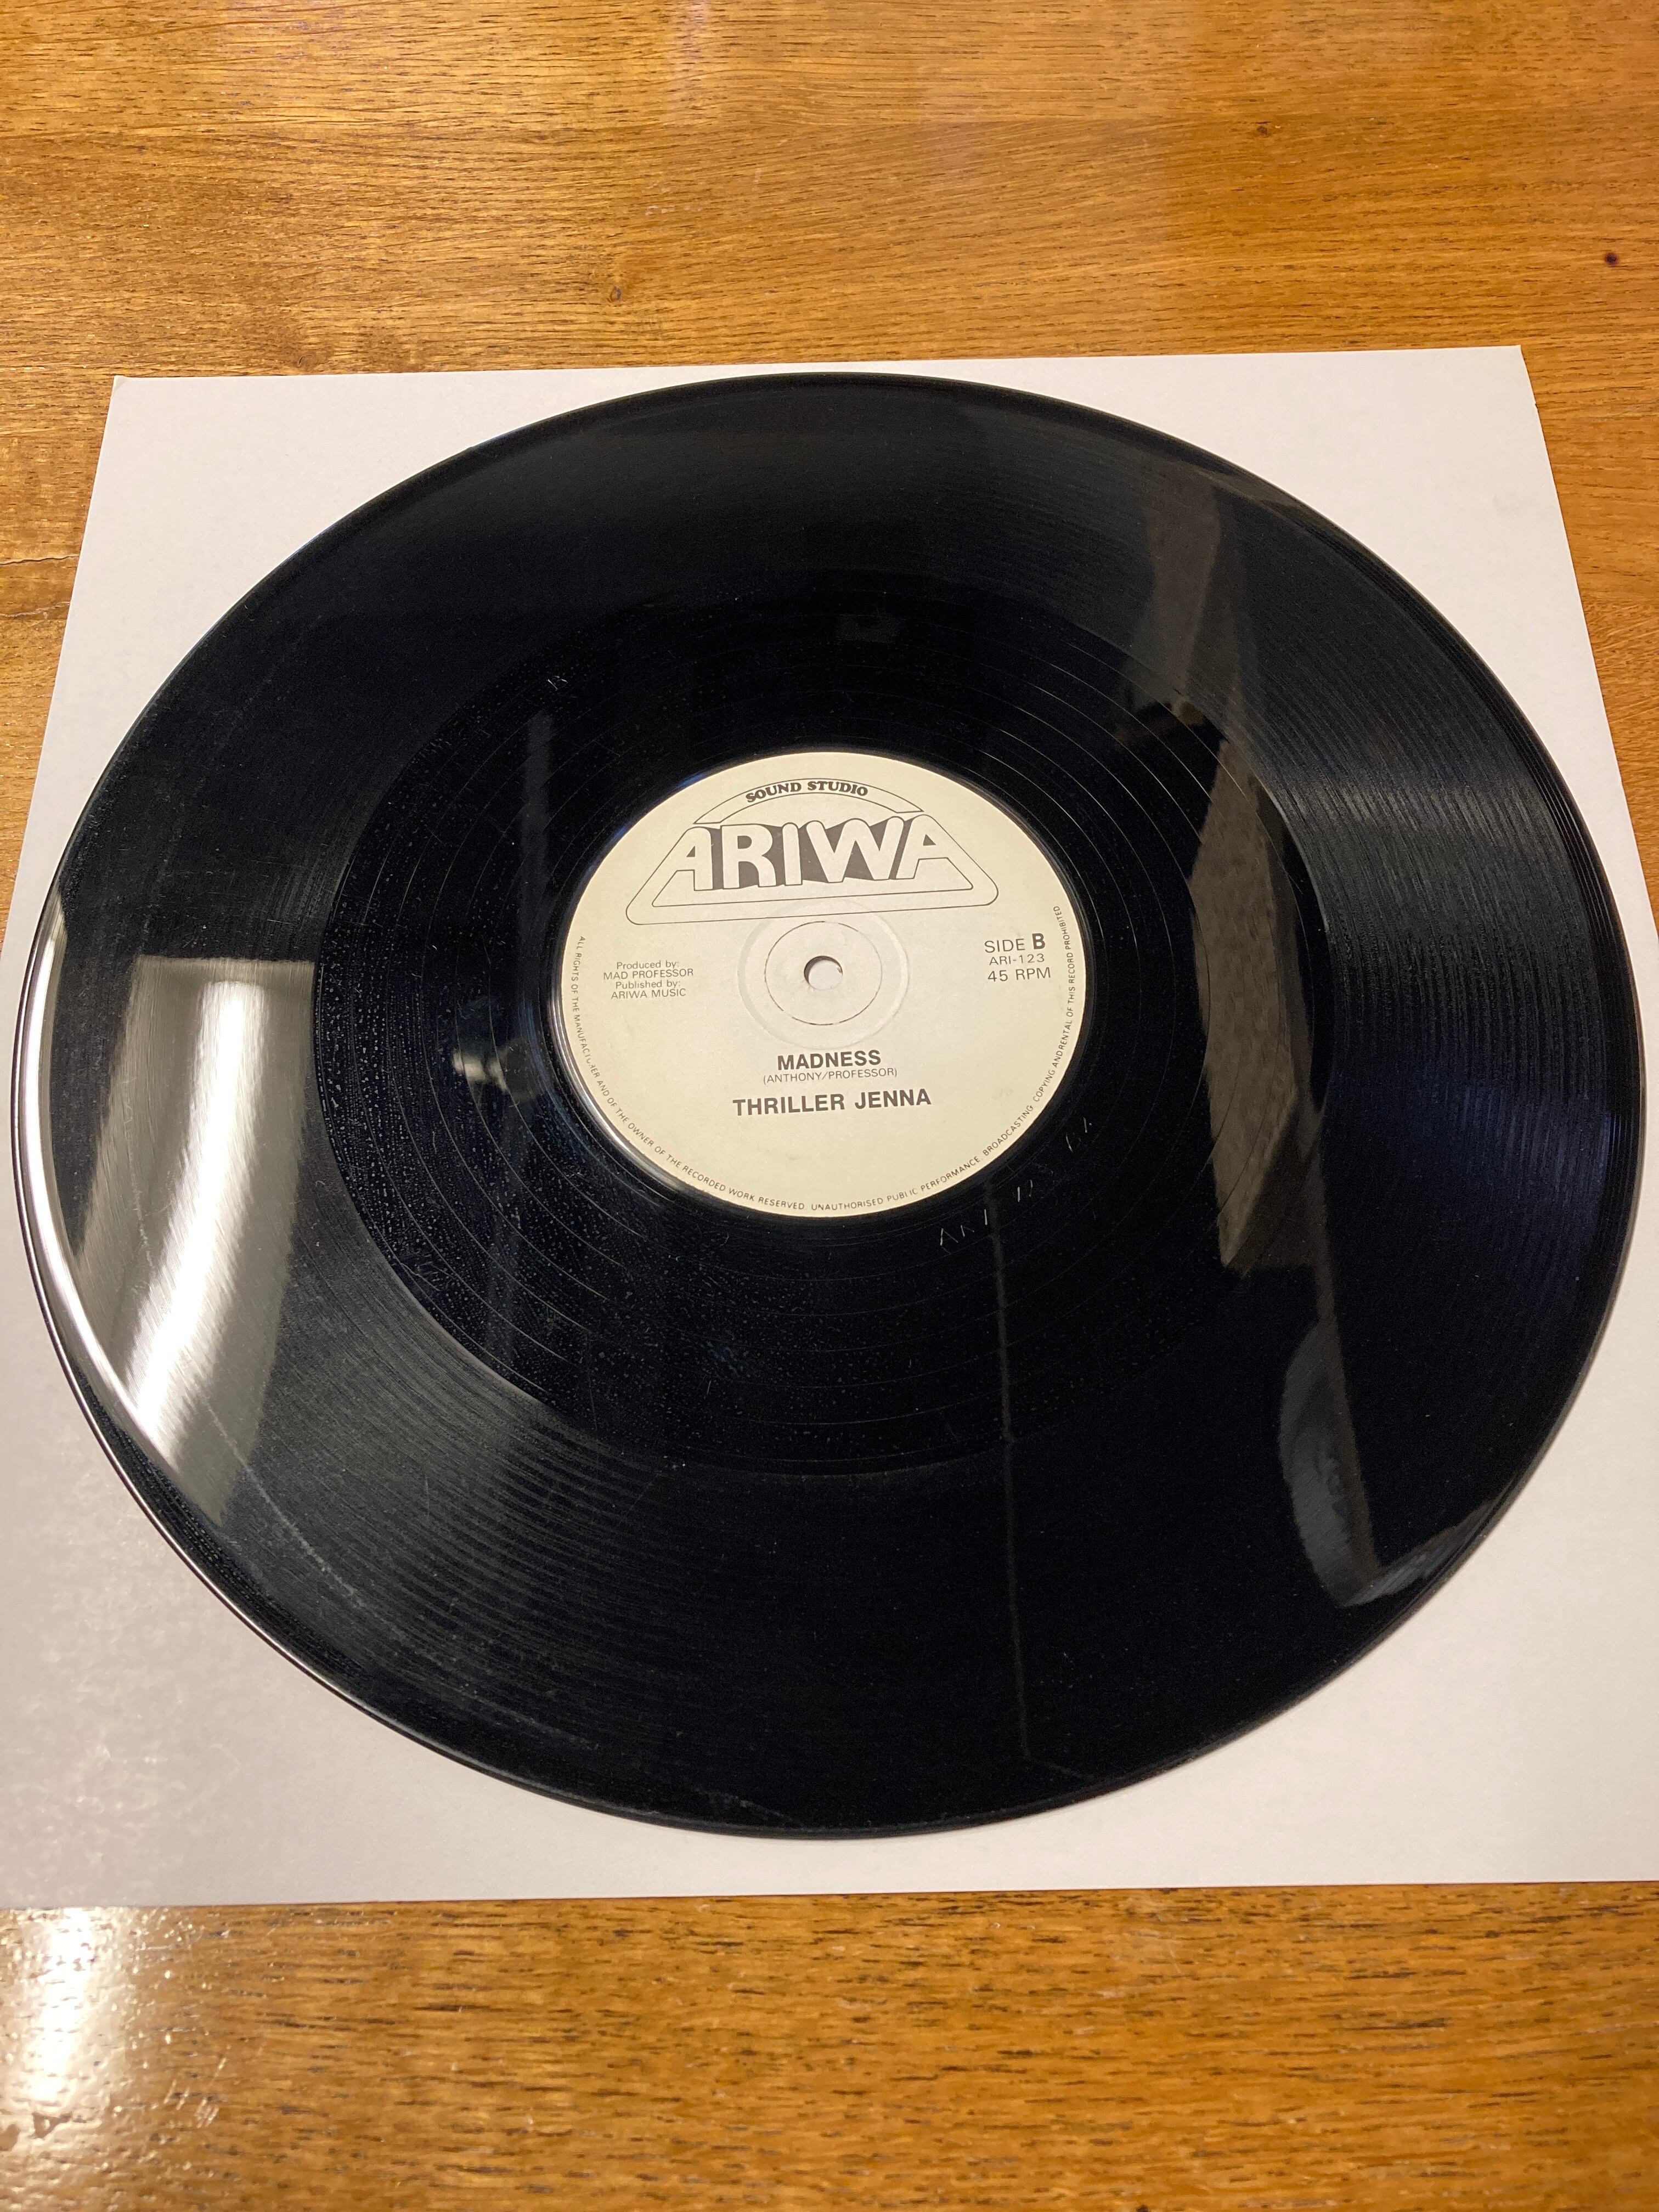 SOUND STUDIO
ARIWA
SIDE B
ARI-123
45 RPM
Produced by:
MAD PROFESSOR
Published by:
ARIWA MUSIC
MADNESS
(ANTHONY/PROFESSOR)
THRILLER JENNA
ALL RIGHTS OF THE MANUFACTURER AND OF THE OWNER OF THE RECORDED WORK RESERVED. UNAUTHORISED PUBLIC PERFORMANCE BROADCASTING COPYING AND RENTAL OF THIS RECORD PROHIBITED